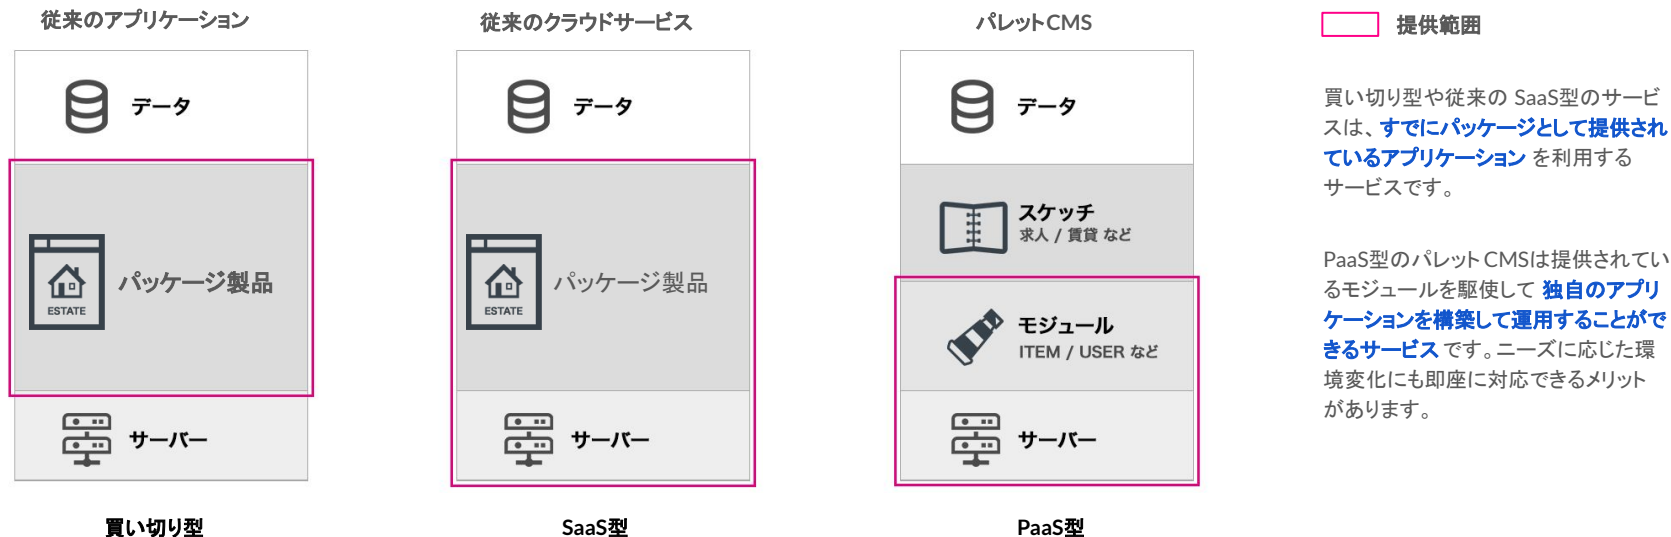 従来のアプリケーション
データ
ESTATE
パッケージ製品
サーバー
買い切り型
従来のクラウドサービス
データ
ESTATE
パッケージ製品
サーバー
SaaS型
パレットCMS
データ
スケッチ
求人 / 賃貸 など
モジュール
ITEM / USER など
サーバー
PaaS型
提供範囲
買い切り型や従来の SaaS型のサービ
スは、すでにパッケージとして提供され
ているアプリケーション を利用する
サービスです。
PaaS型のパレットCMSは提供されてい
るモジュールを駆使して 独自のアプリ
ケーションを構築して運用することがで
きるサービス です。ニーズに応じた環
境変化にも即座に対応できるメリット
があります。